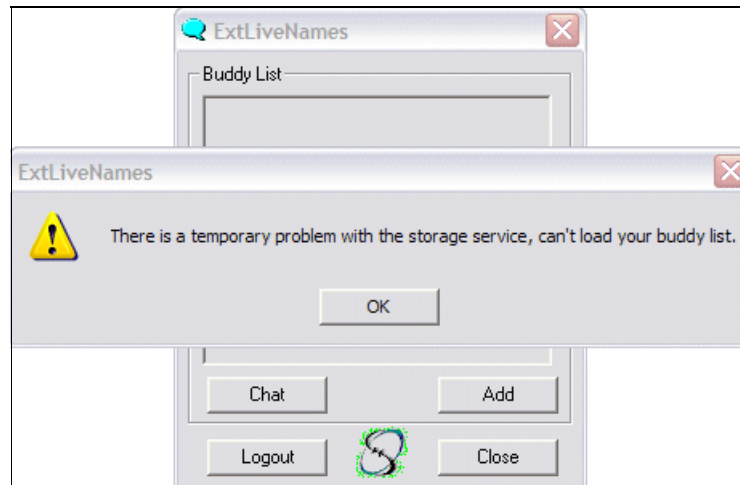 ExtLiveNames
Buddy List
ExtLiveNames
There is a temporary problem with the storage service, can't load your buddy list.
OK
Chat
Add
Logout
Close